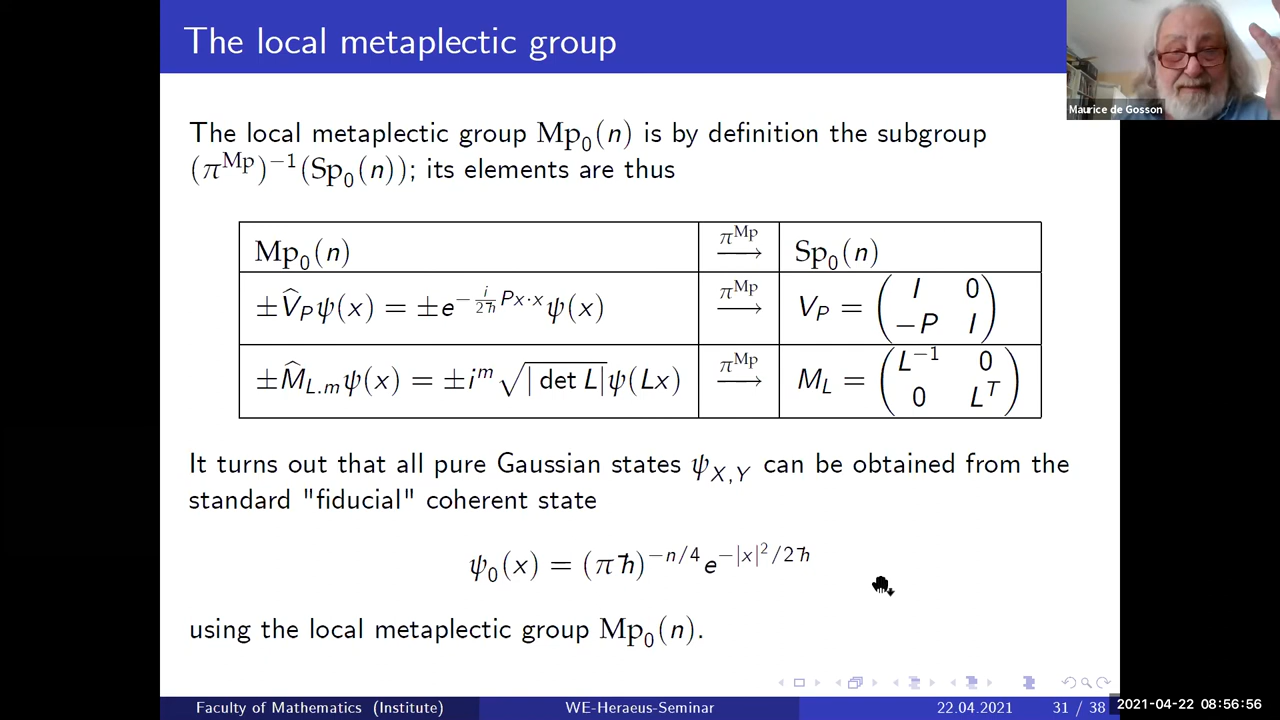 The local metaplectic group
Maurice de Gosson
The local metaplectic group Mp₀(n) is by definition the subgroup
(π^Mp)⁻¹(Sp₀(n)); its elements are thus
Mp₀(n) π^Mp ⟶ Sp₀(n)
±V̂_Pψ(x) = ±e^{−(i/2ħ)Px·x}ψ(x) π^Mp ⟶ V_P = (I 0; −P I)
±M̂_{L.m}ψ(x) = ±i^m √|det L|ψ(Lx) π^Mp ⟶ M_L = (L⁻¹ 0; 0 L^T)
It turns out that all pure Gaussian states ψ_{X,Y} can be obtained from the
standard "fiducial" coherent state
ψ₀(x) = (πħ)^{−n/4}e^{−|x|²/2ħ}
using the local metaplectic group Mp₀(n).
Faculty of Mathematics (Institute) WE-Heraeus-Seminar 22.04.2021 31 / 38
2021-04-22 08:56:56